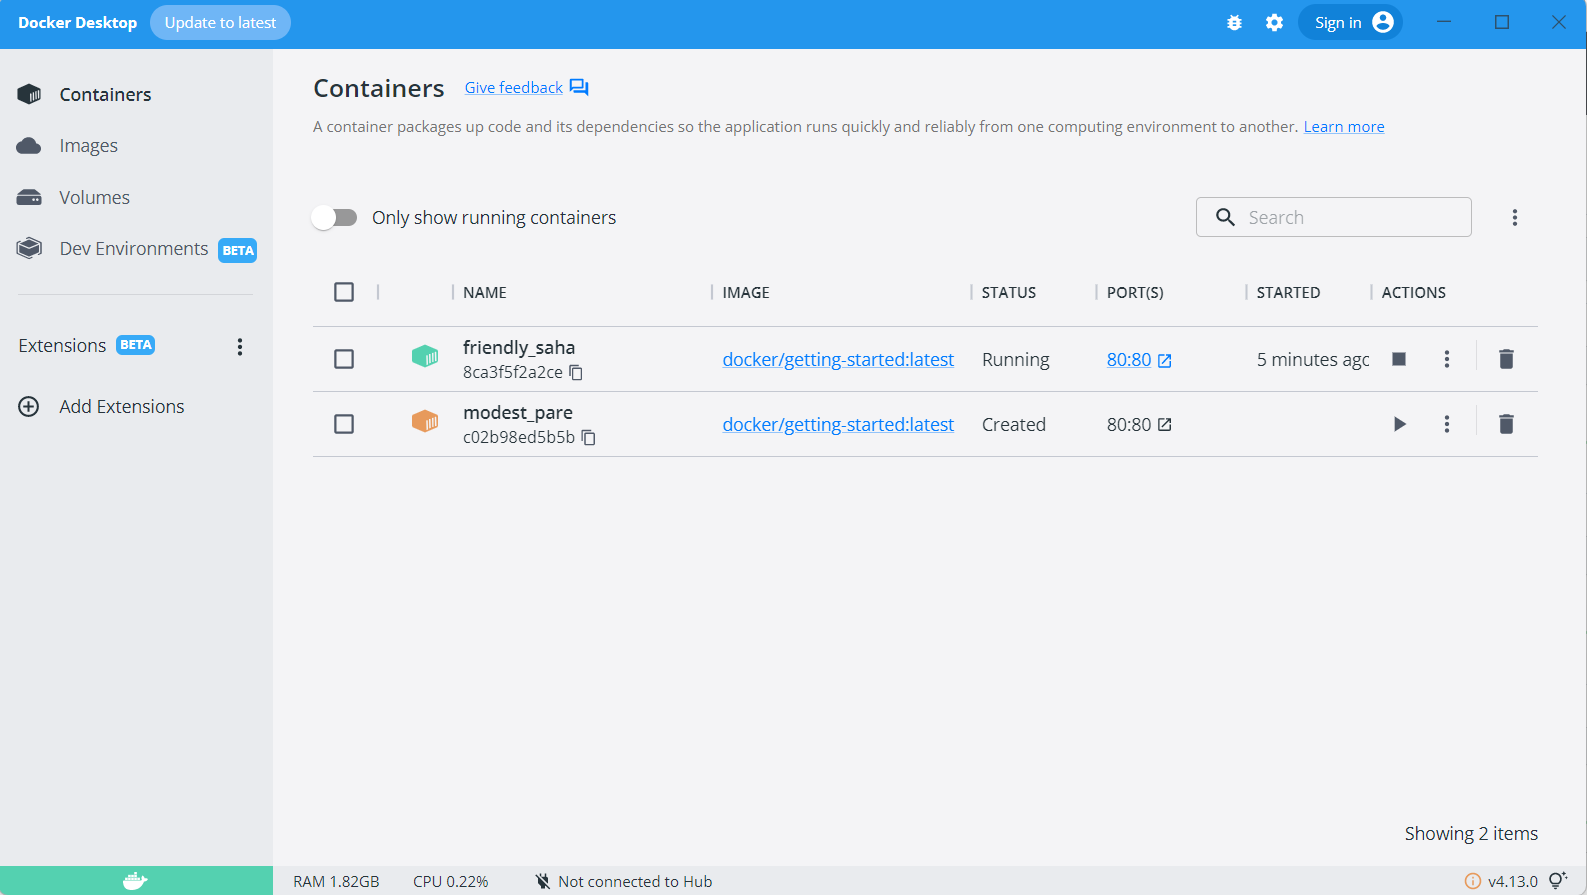 Docker Desktop Update to latest Sign in
Containers
Images
Volumes
Dev Environments BETA
Extensions BETA
Add Extensions
Containers Give feedback
A container packages up code and its dependencies so the application runs quickly and reliably from one computing environment to another. Learn more
Only show running containers Search
NAME IMAGE STATUS PORT(S) STARTED ACTIONS
friendly_saha
8ca3f5f2a2ce docker/getting-started:latest Running 80:80 5 minutes agc
modest_pare
c02b98ed5b5b docker/getting-started:latest Created 80:80
Showing 2 items
RAM 1.82GB CPU 0.22% Not connected to Hub v4.13.0